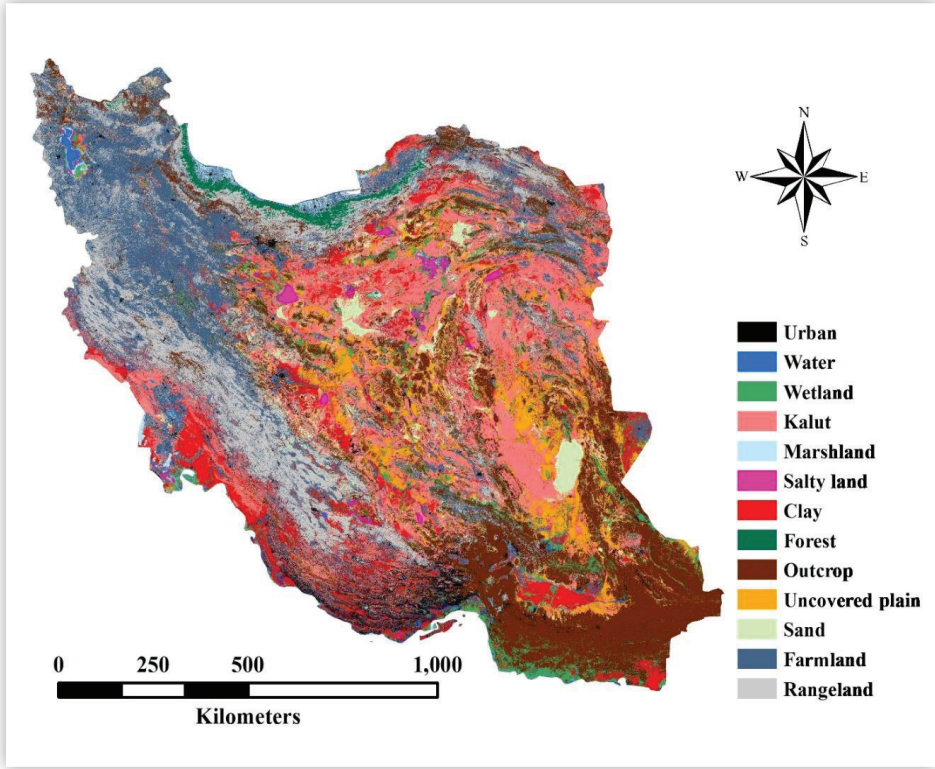 N
W E
S
Urban
Water
Wetland
Kalut
Marshland
Salty land
Clay
Forest
Outcrop
Uncovered plain
Sand
Farmland
Rangeland
0 250 500 1,000
Kilometers